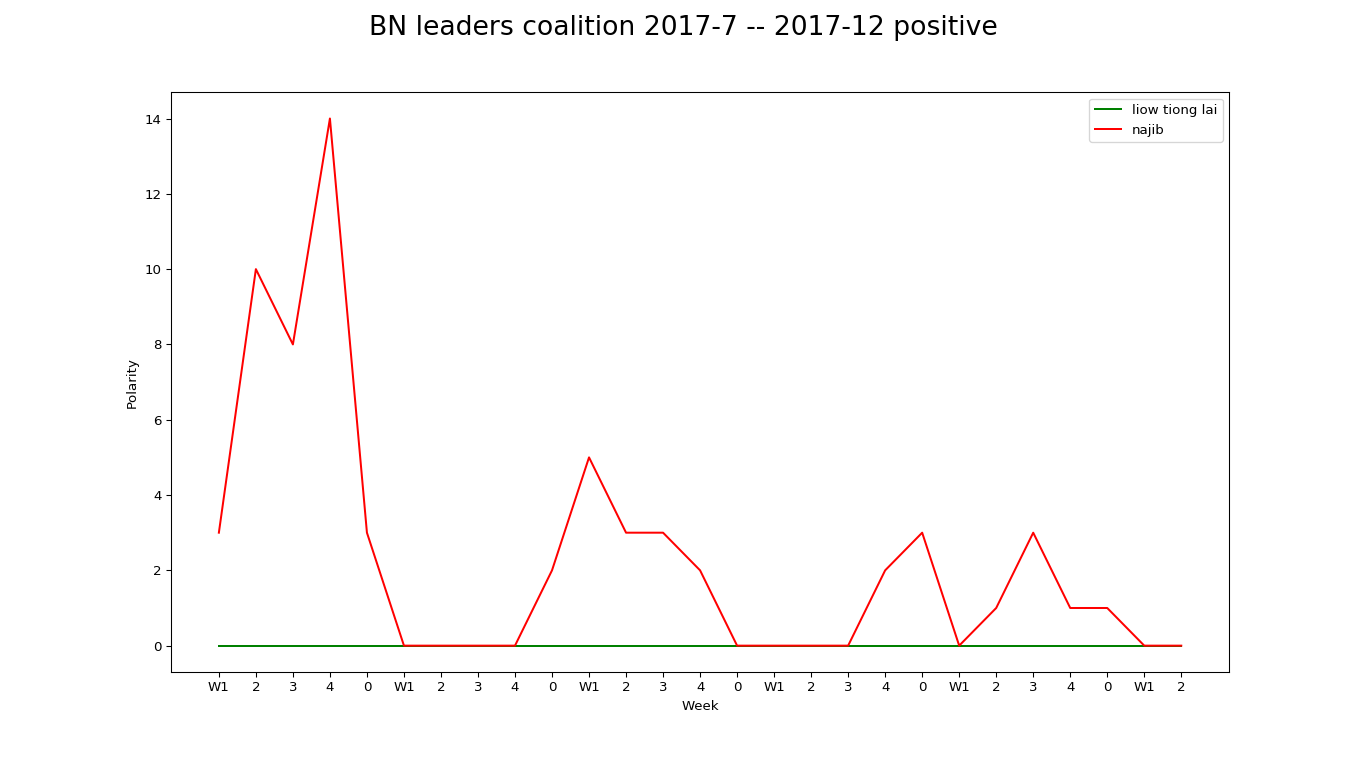 BN leaders coalition 2017-7 -- 2017-12 positive
liow tiong lai
najib
14
12
10
8
6
4
2
0
Polarity
W1 2 3 4 0 W1 2 3 4 0 W1 2 3 4 0 W1 2 3 4 0 W1 2 3 4 0 W1 2
Week